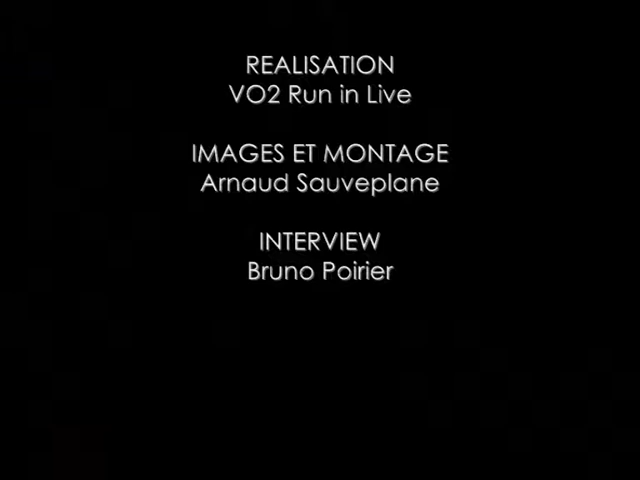 REALISATION
VO2 Run in Live
IMAGES ET MONTAGE
Arnaud Sauveplane
INTERVIEW
Bruno Poirier